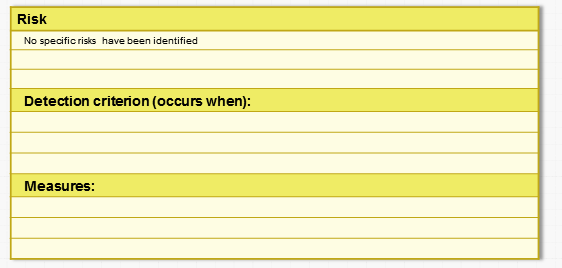 Risk
No specific risks have been identified
Detection criterion (occurs when):
Measures: